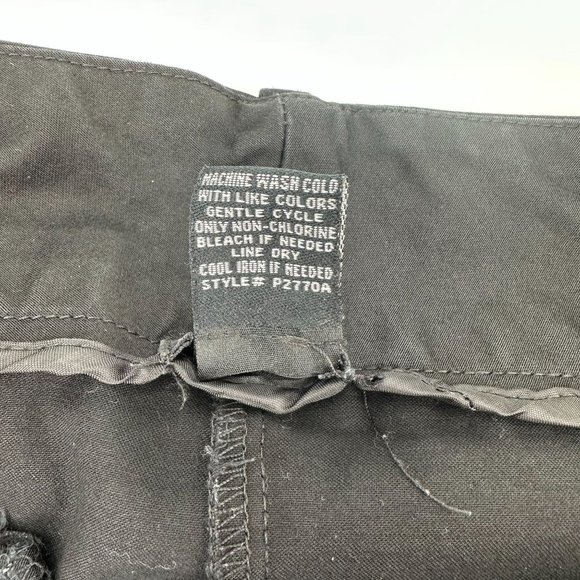 MACHINE WASH COLD
WITH LIKE COLORS
GENTLE CYCLE
ONLY NON-CHLORINE
BLEACH IF NEEDED
LINE DRY
COOL IRON IF NEEDED
STYLE# P2770A